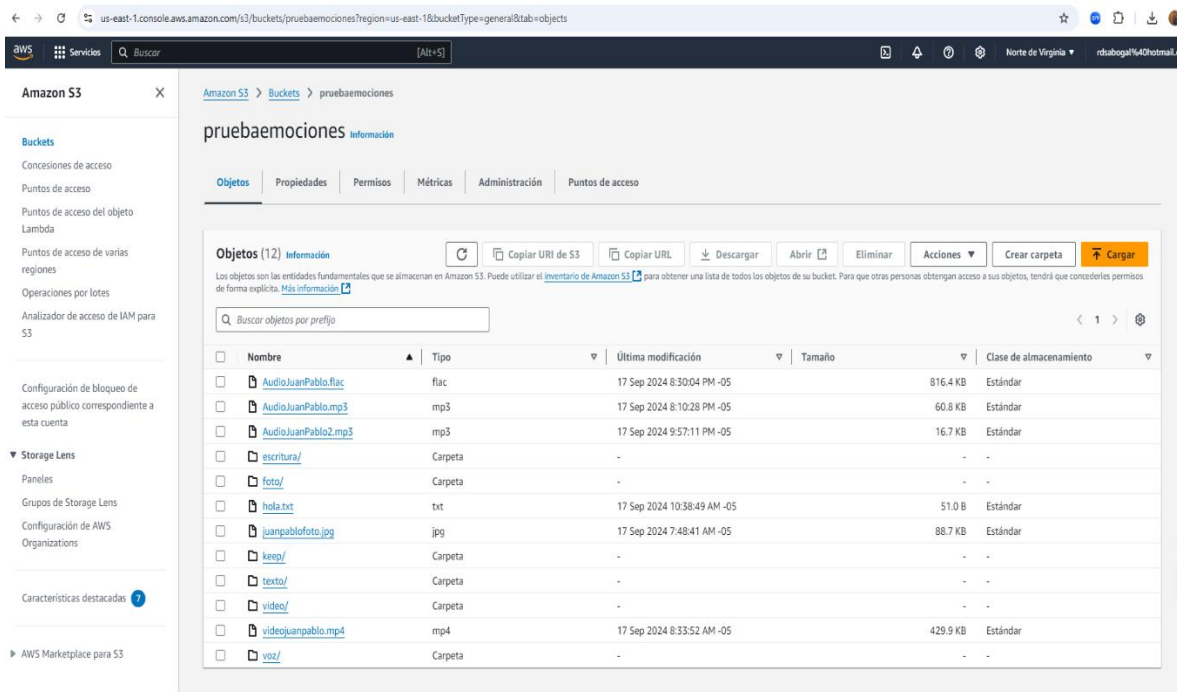 us-east-1.console.aws.amazon.com/s3/buckets/pruebaemociones?region=us-east-1&bucketType=general&tab=objects
aws Servicios Buscar [Alt+S] Norte de Virginia ▼ rdsabogal%40hotmail.
Amazon S3
Buckets
Concesiones de acceso
Puntos de acceso
Puntos de acceso del objeto
Lambda
Puntos de acceso de varias
regiones
Operaciones por lotes
Analizador de acceso de IAM para
S3
Configuración de bloqueo de
acceso público correspondiente a
esta cuenta
▼ Storage Lens
Paneles
Grupos de Storage Lens
Configuración de AWS
Organizations
Características destacadas 7
▶ AWS Marketplace para S3
Amazon S3 > Buckets > pruebaemociones
pruebaemociones Información
Objetos Propiedades Permisos Métricas Administración Puntos de acceso
Objetos (12) Información Copiar URI de S3 Copiar URL Descargar Abrir Eliminar Acciones ▼ Crear carpeta Cargar
Los objetos son las entidades fundamentales que se almacenan en Amazon S3. Puede utilizar el inventario de Amazon S3 para obtener una lista de todos los objetos de su bucket. Para que otras personas obtengan acceso a sus objetos, tendrá que concederles permisos
de forma explícita. Más información
Buscar objetos por prefijo < 1 >
Nombre ▲ Tipo ▽ Última modificación ▽ Tamaño ▽ Clase de almacenamiento ▽
AudioJuanPablo.flac flac 17 Sep 2024 8:30:04 PM -05 816.4 KB Estándar
AudioJuanPablo.mp3 mp3 17 Sep 2024 8:10:28 PM -05 60.8 KB Estándar
AudioJuanPablo2.mp3 mp3 17 Sep 2024 9:57:11 PM -05 16.7 KB Estándar
escritura/ Carpeta - - -
foto/ Carpeta - - -
hola.txt txt 17 Sep 2024 10:38:49 AM -05 51.0 B Estándar
juanpablofoto.jpg jpg 17 Sep 2024 7:48:41 AM -05 88.7 KB Estándar
keep/ Carpeta - - -
texto/ Carpeta - - -
video/ Carpeta - - -
videojuanpablo.mp4 mp4 17 Sep 2024 8:33:52 AM -05 429.9 KB Estándar
voz/ Carpeta - - -